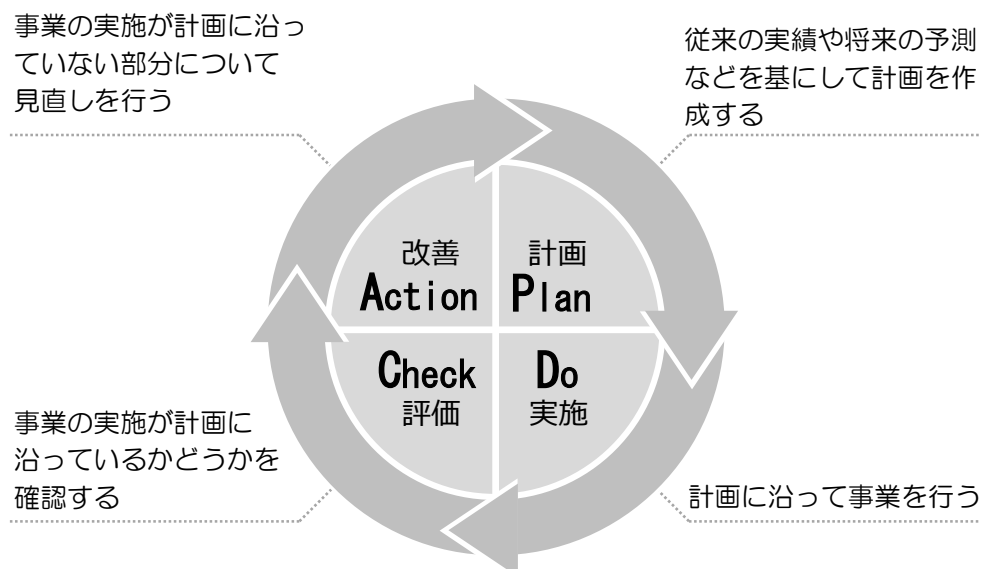 事業の実施が計画に沿っ
ていない部分について
見直しを行う
従来の実績や将来の予測
などを基にして計画を作
成する
改善
Action
計画
Plan
Check
評価
Do
実施
事業の実施が計画に
沿っているかどうかを
確認する
計画に沿って事業を行う